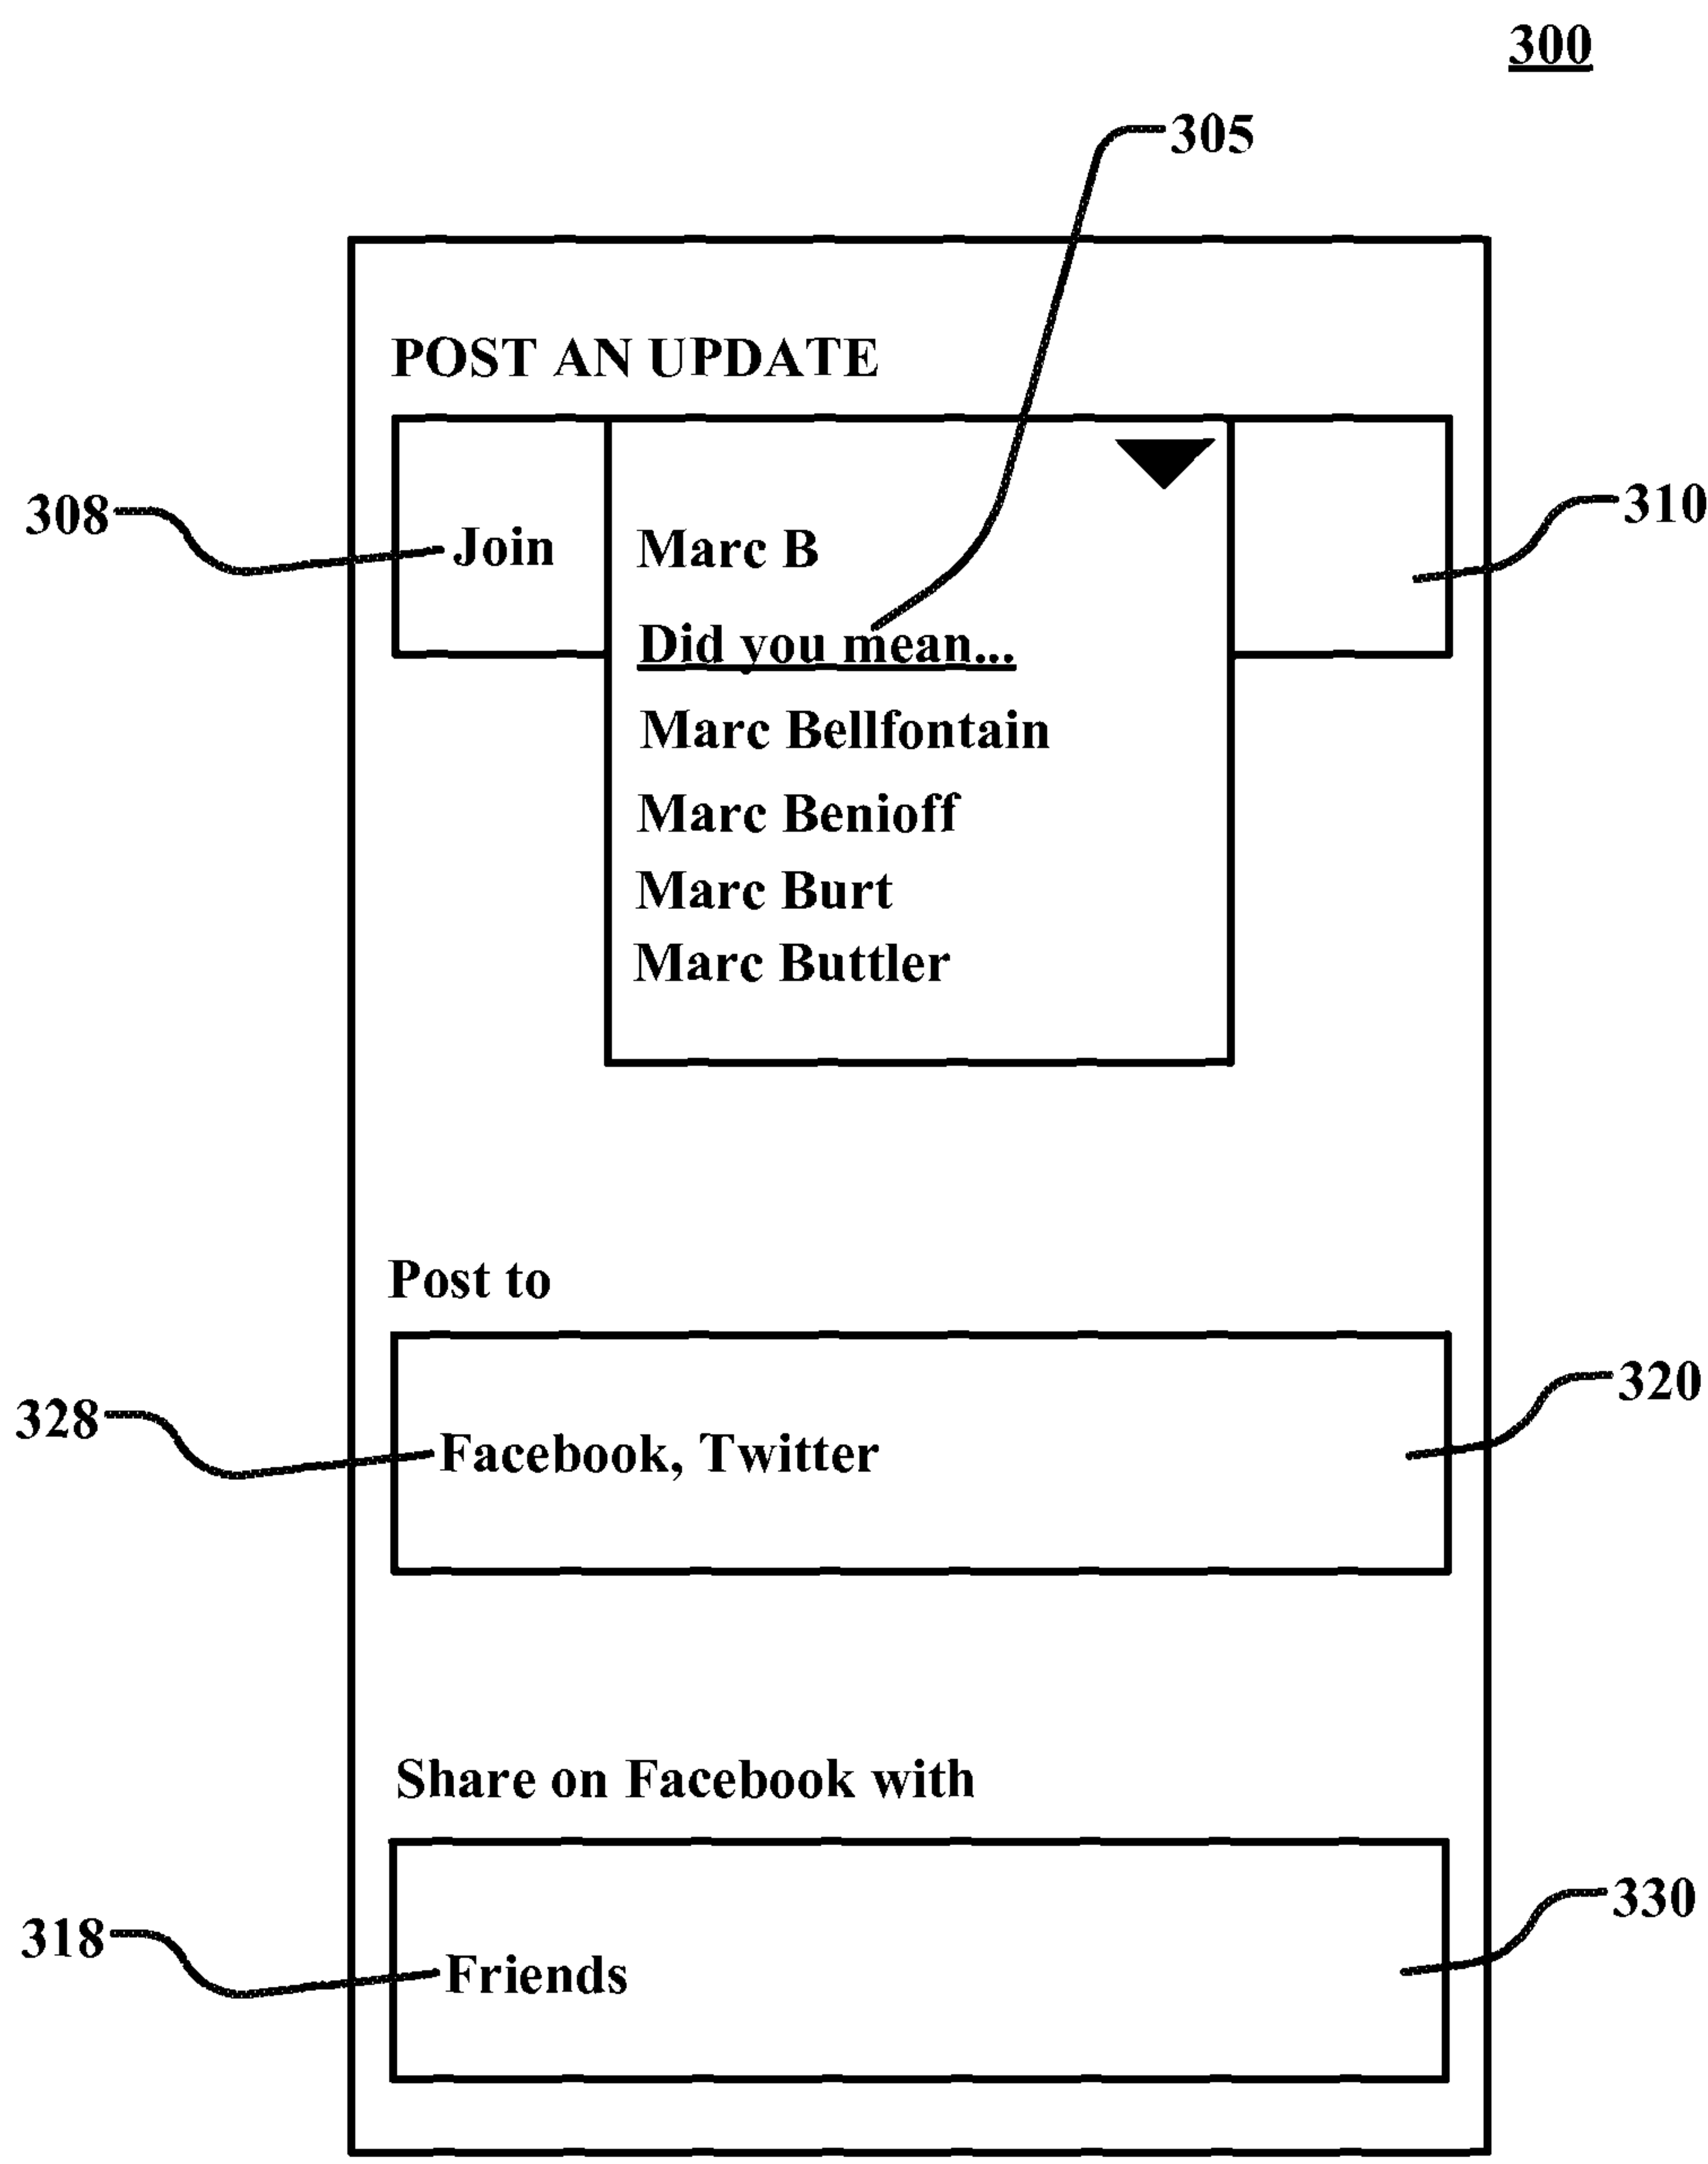 300
305
POST AN UPDATE
308
310
Join
Marc B
Did you mean...
Marc Bellfontain
Marc Benioff
Marc Burt
Marc Buttler
Post to
328
320
Facebook, Twitter
Share on Facebook with
318
330
Friends